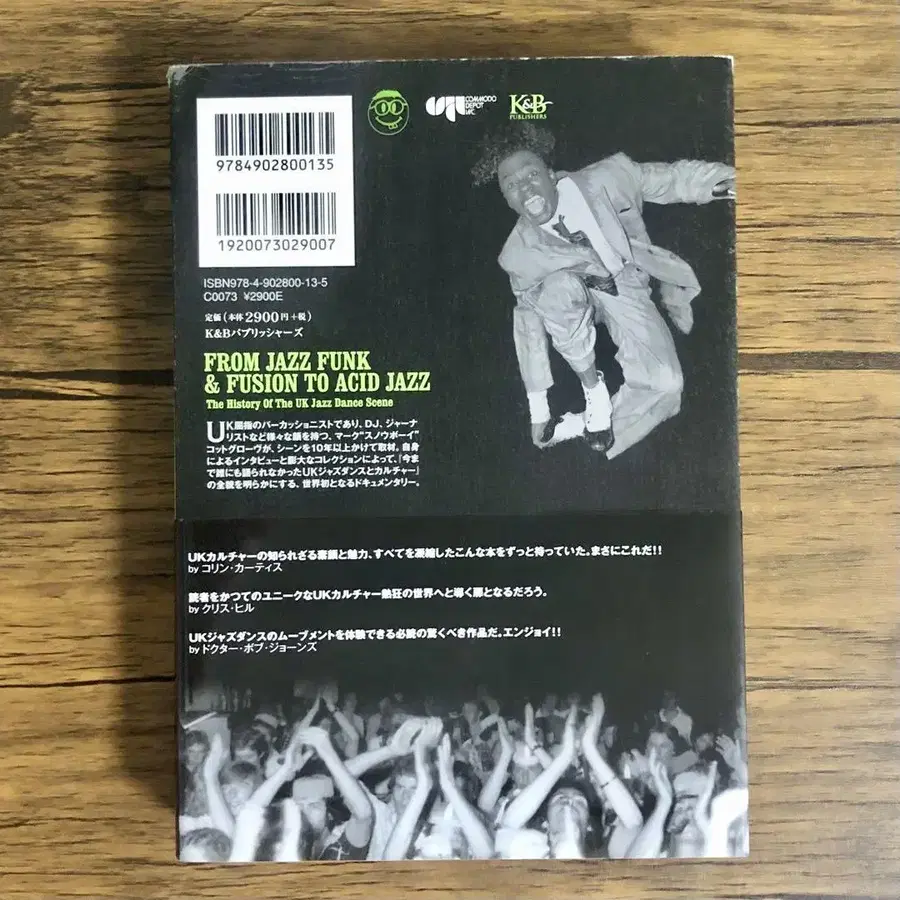 9784902800135
1920073029007
COMMODO
DEPOT
INC.
K&B
PUBLISHERS
ISBN978-4-902800-13-5
C0073 ¥2900E
定価(本体2900円+税)
K&Bパブリッシャーズ
FROM JAZZ FUNK
& FUSION TO ACID JAZZ
The History Of The UK Jazz Dance Scene
UK屈指のパーカッショニストであり、DJ、ジャーナ
リストなど様々な顔を持つ、マーク“スノウボーイ”
コットグローヴが、シーンを10年以上かけて取材。自身
によるインタビューと膨大なコレクションによって、「今ま
で誰にも語られなかったUKジャズダンスとカルチャー」
の全貌を明らかにする、世界初となるドキュメンタリー。
UKカルチャーの知られざる素顔と魅力、すべてを凝縮したこんな本をずっと待っていた。まさにこれだ!!
by コリン・カーティス
読者をかつてのユニークなUKカルチャー熱狂の世界へと導く扉となるだろう。
by クリス・ヒル
UKジャズダンスのムーブメントを体験できる必読の驚くべき作品だ。エンジョイ!!
by ドクター・ボブ・ジョーンズ